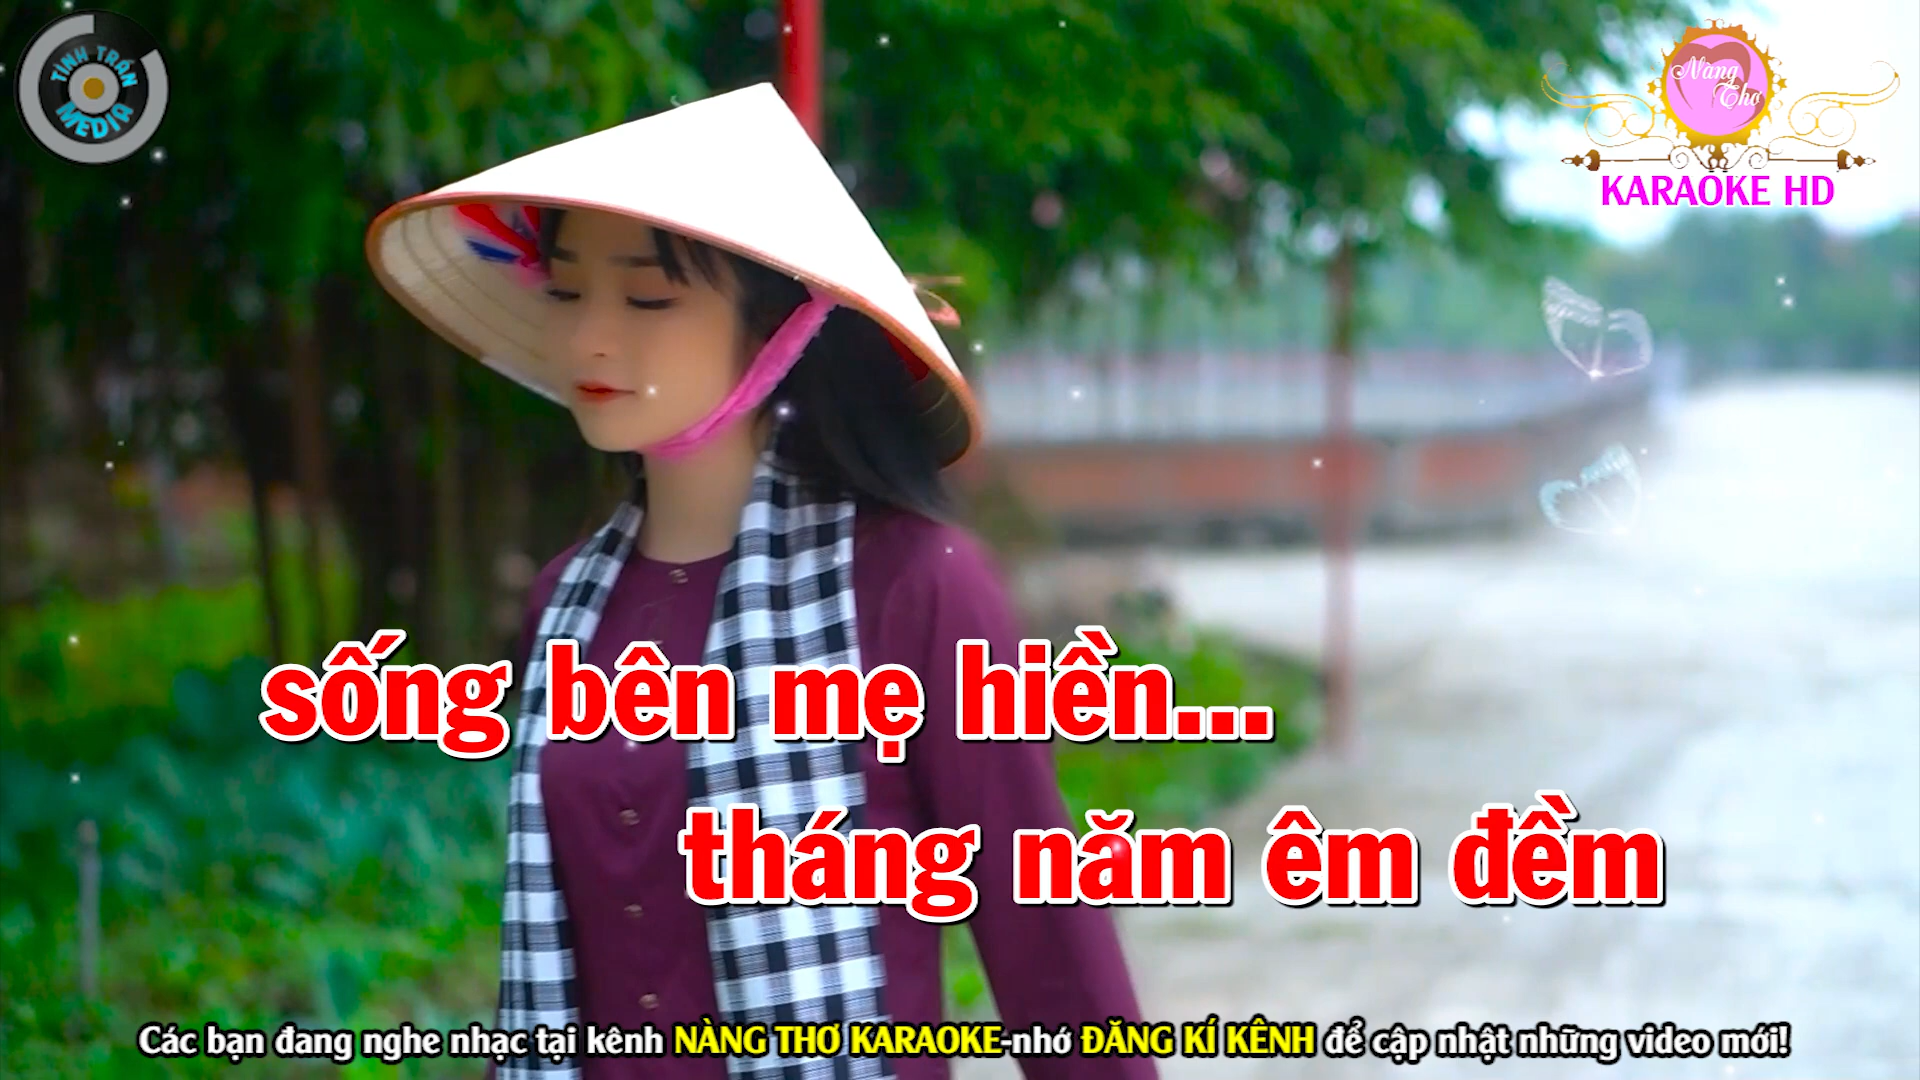 TÌNH TRẦN
MEDIA
Nàng
Thơ
KARAOKE HD
sống bên mẹ hiền...
tháng năm êm đềm
Các bạn đang nghe nhạc tại kênh NÀNG THƠ KARAOKE-nhớ ĐĂNG KÍ KÊNH để cập nhật những video mới!